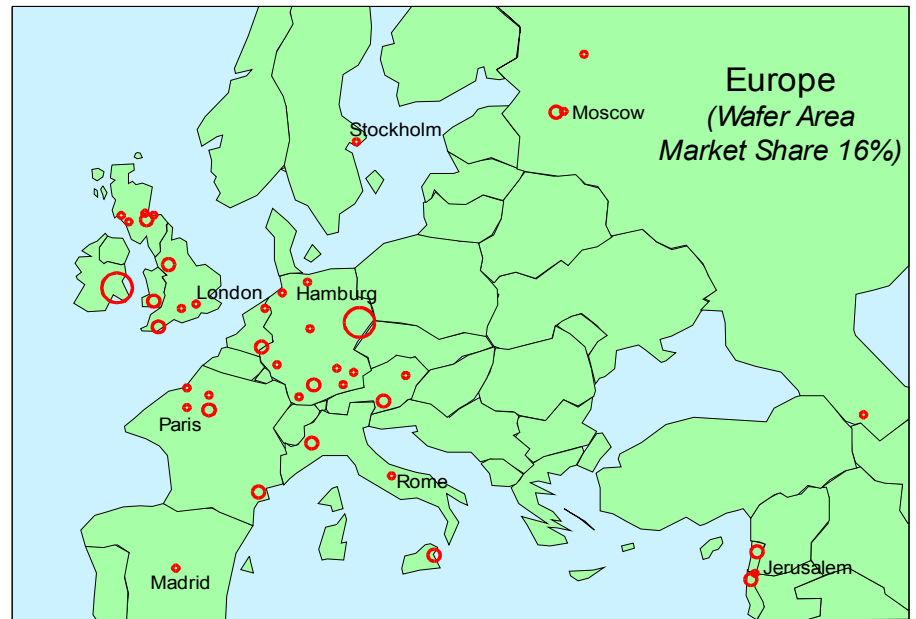 Europe
(Wafer Area
Market Share 16%)
Moscow
Stockholm
London
Hamburg
Paris
Rome
Madrid
Jerusalem